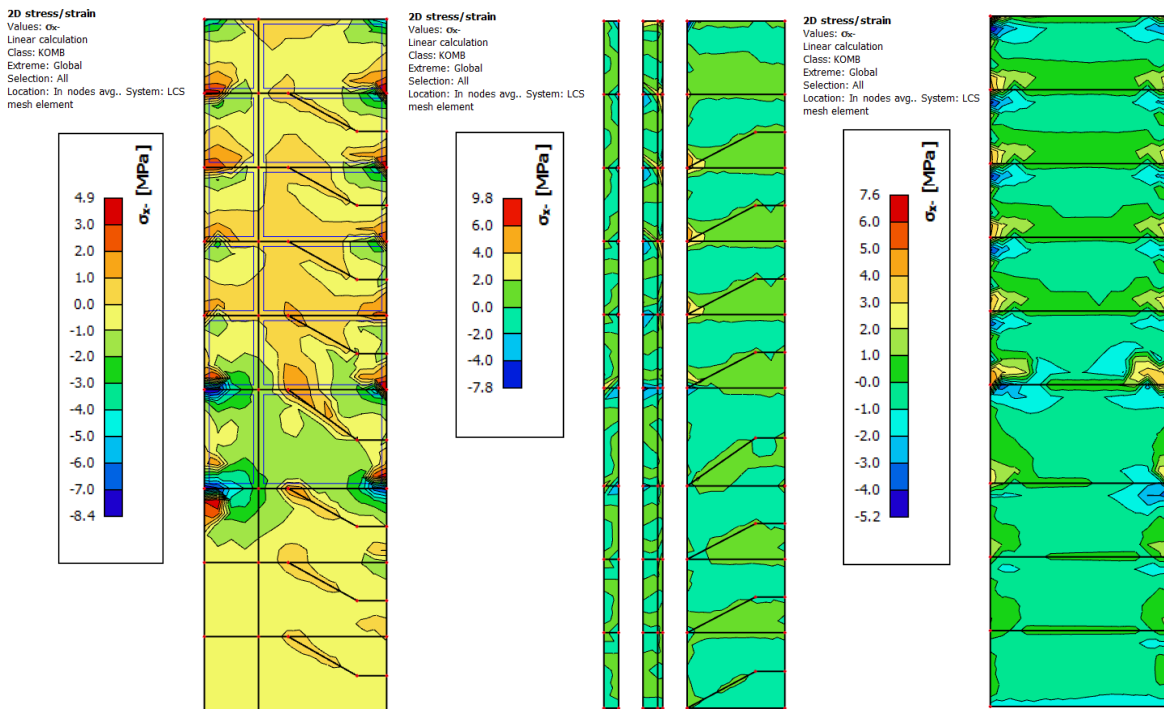 2D stress/strain
Values: σx-
Linear calculation
Class: KOMB
Extreme: Global
Selection: All
Location: In nodes avg.. System: LCS
mesh element
σx- [MPa]
4.9
3.0
2.0
1.0
0.0
-1.0
-2.0
-3.0
-4.0
-5.0
-6.0
-7.0
-8.4
2D stress/strain
Values: σx-
Linear calculation
Class: KOMB
Extreme: Global
Selection: All
Location: In nodes avg.. System: LCS
mesh element
σx- [MPa]
9.8
6.0
4.0
2.0
0.0
-2.0
-4.0
-7.8
2D stress/strain
Values: σx-
Linear calculation
Class: KOMB
Extreme: Global
Selection: All
Location: In nodes avg.. System: LCS
mesh element
σx- [MPa]
7.6
6.0
5.0
4.0
3.0
2.0
1.0
-0.0
-1.0
-2.0
-3.0
-4.0
-5.2